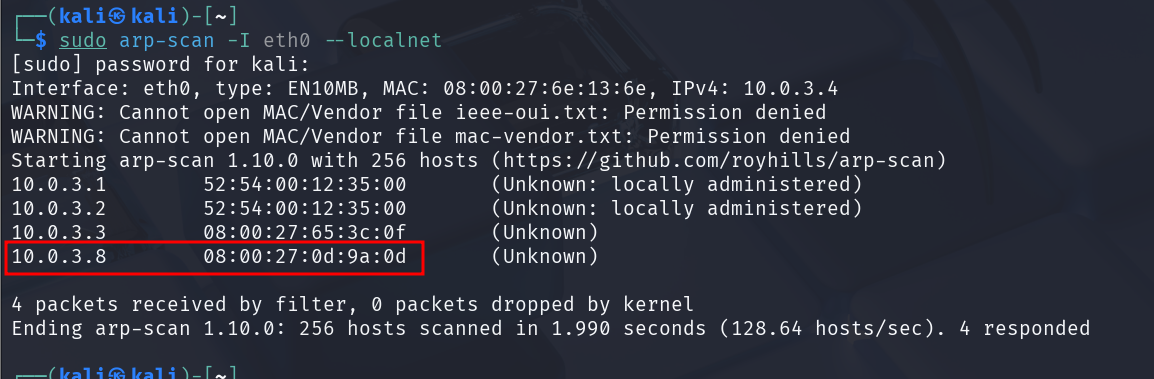 ┌──(kali㉿kali)-[~]
└─$ sudo arp-scan -I eth0 --localnet
[sudo] password for kali:
Interface: eth0, type: EN10MB, MAC: 08:00:27:6e:13:6e, IPv4: 10.0.3.4
WARNING: Cannot open MAC/Vendor file ieee-oui.txt: Permission denied
WARNING: Cannot open MAC/Vendor file mac-vendor.txt: Permission denied
Starting arp-scan 1.10.0 with 256 hosts (https://github.com/royhills/arp-scan)
10.0.3.1        52:54:00:12:35:00       (Unknown: locally administered)
10.0.3.2        52:54:00:12:35:00       (Unknown: locally administered)
10.0.3.3        08:00:27:65:3c:0f       (Unknown)
10.0.3.8        08:00:27:0d:9a:0d       (Unknown)
4 packets received by filter, 0 packets dropped by kernel
Ending arp-scan 1.10.0: 256 hosts scanned in 1.990 seconds (128.64 hosts/sec). 4 responded
┌──(kali㉿kali)-[~]